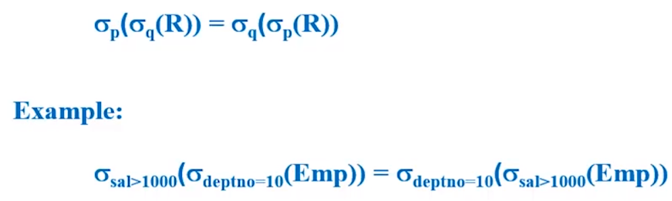 σp(σq(R)) = σq(σp(R))
Example:
σsal>1000(σdeptno=10(Emp)) = σdeptno=10(σsal>1000(Emp))